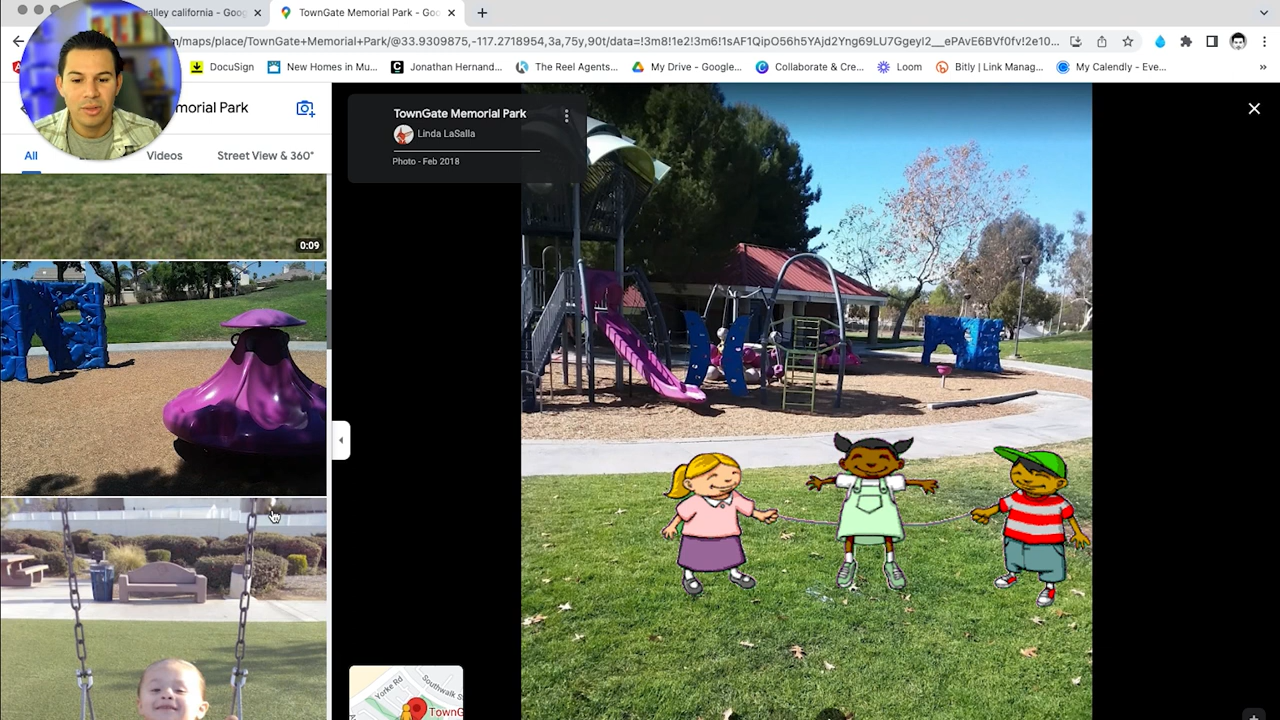 alley california - Goog
TownGate Memorial Park - Goo
m/maps/place/TownGate+Memorial+Park/@33.9309875,-117.2718954,3a,75y,90t/data=!3m8!1e2!3m6!1sAF1QipO56h5YAjd2Yng69LU7GgeyI2__ePAvE6BVf0fv!2e10...
DocuSign
New Homes in Mu...
Jonathan Hernand...
The Reel Agents...
My Drive - Google...
Collaborate & Cre...
Loom
Bitly | Link Manag...
My Calendly - Eve...
»
morial Park
All
Videos
Street View & 360°
0:09
TownGate Memorial Park
Linda LaSalla
Photo - Feb 2018
Yorke Rd
Southwalk St
TownG